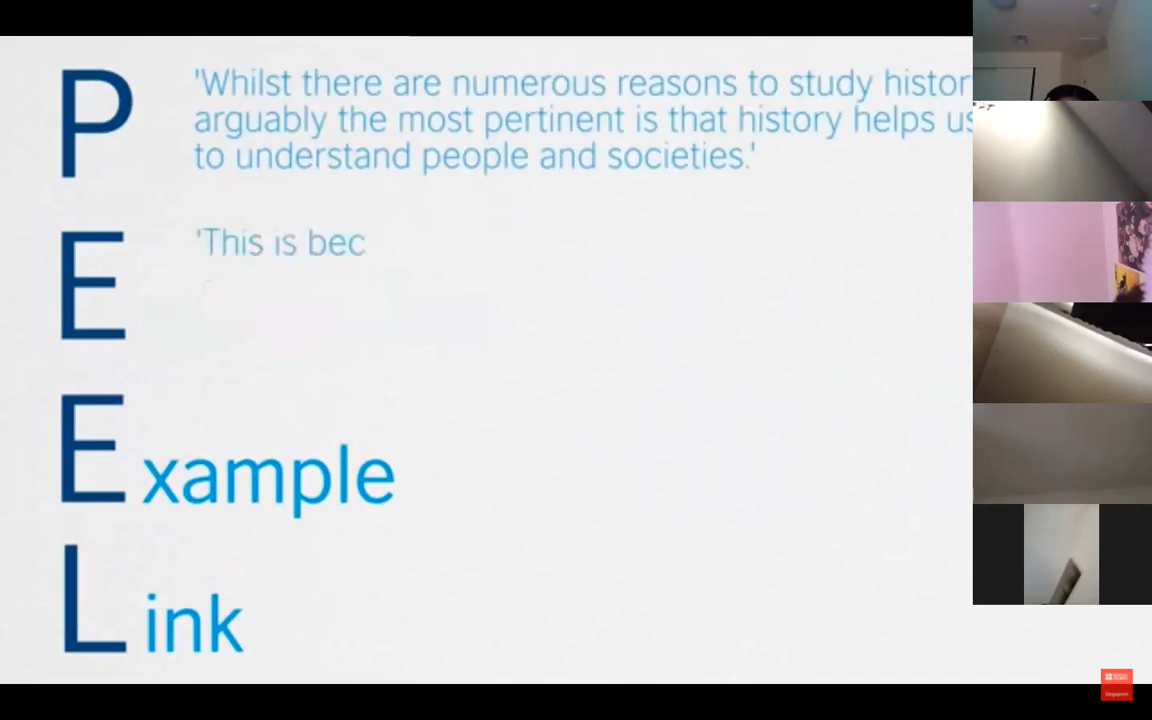 P
'Whilst there are numerous reasons to study histor
arguably the most pertinent is that history helps us
to understand people and societies.'
E
'This is bec
Example
Link
Singapore